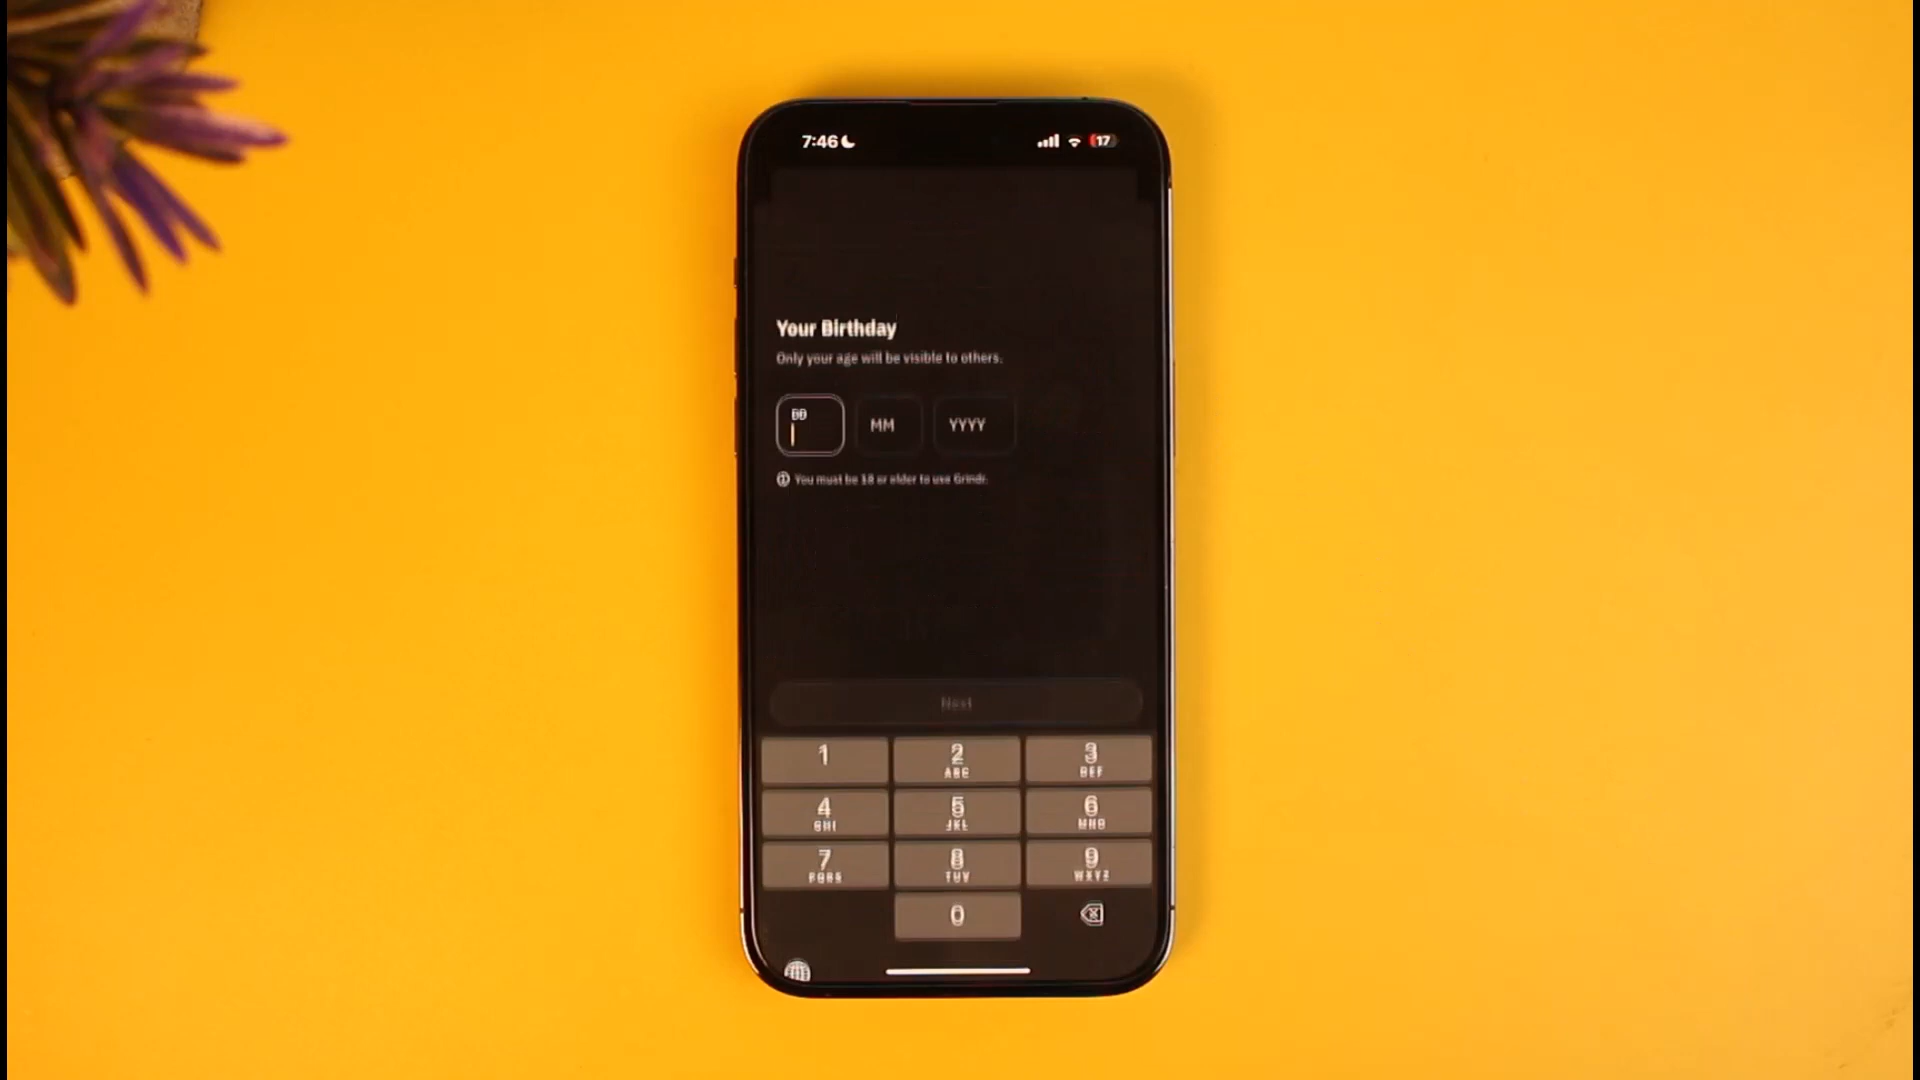 7:46
17
Your Birthday
Only your age will be visible to others.
DD
MM
YYYY
You must be 18 or older to use Grindr.
Next
1
2
ABC
3
DEF
4
GHI
5
JKL
6
MNO
7
PQRS
8
TUV
9
WXYZ
0